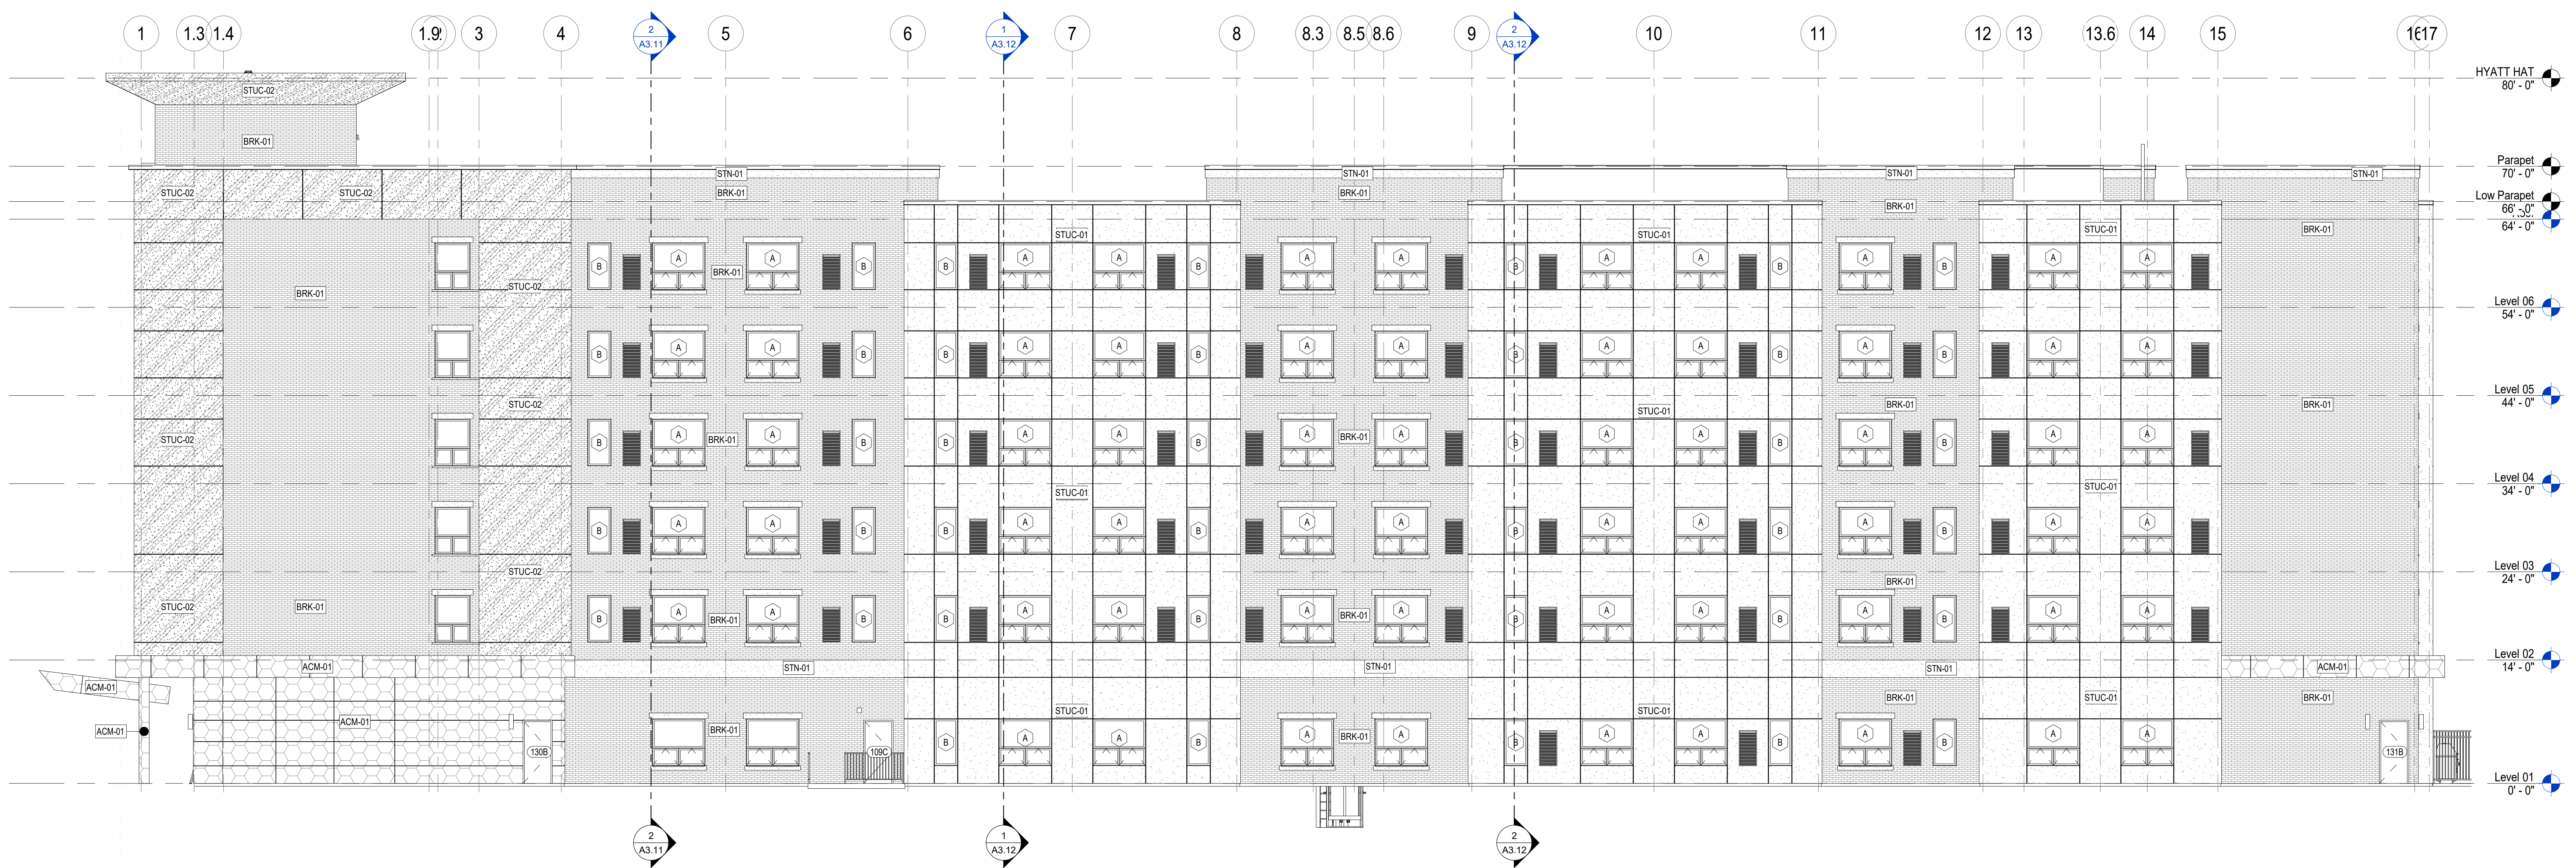 1 1.3 1.4 1.9 3 4 2 5 6 1 7 8 8.3 8.5 8.6 9 2 10 11 12 13 13.6 14 15 16 17
A3.11 A3.12 A3.12
HYATT HAT
80' - 0"
STUC-02
BRK-01
Parapet
70' - 0"
STN-01 STN-01 STN-01 STN-01
STUC-02 STUC-02 BRK-01 BRK-01
Low Parapet
66' - 0"
BRK-01
64' - 0"
STUC-01 STUC-01 STUC-01 BRK-01
B A A B B A A B A A B A A B A B A A
BRK-01
STUC-02
BRK-01
Level 06
54' - 0"
B A A B B A A B A A B A A B A B A A
Level 05
44' - 0"
STUC-02 BRK-01 BRK-01
STUC-01
B A A B B A A B A A B A A B A B A A
STUC-02 BRK-01 BRK-01
Level 04
34' - 0"
STUC-01 STUC-01
B A A B B A A B A A B A A B A B A A
Level 03
24' - 0"
STUC-02 BRK-01
B A A B B A A B A A B A A B A B A A
STUC-02 BRK-01 BRK-01 BRK-01
Level 02
14' - 0"
ACM-01 STN-01 STN-01 STN-01 ACM-01
ACM-01
BRK-01 STUC-01 BRK-01
STUC-01 STUC-01
ACM-01
ACM-01 BRK-01 BRK-01
B A A B A A B A A B A B A A
130B 109C 131B
Level 01
0' - 0"
2 1 2
A3.11 A3.12 A3.12